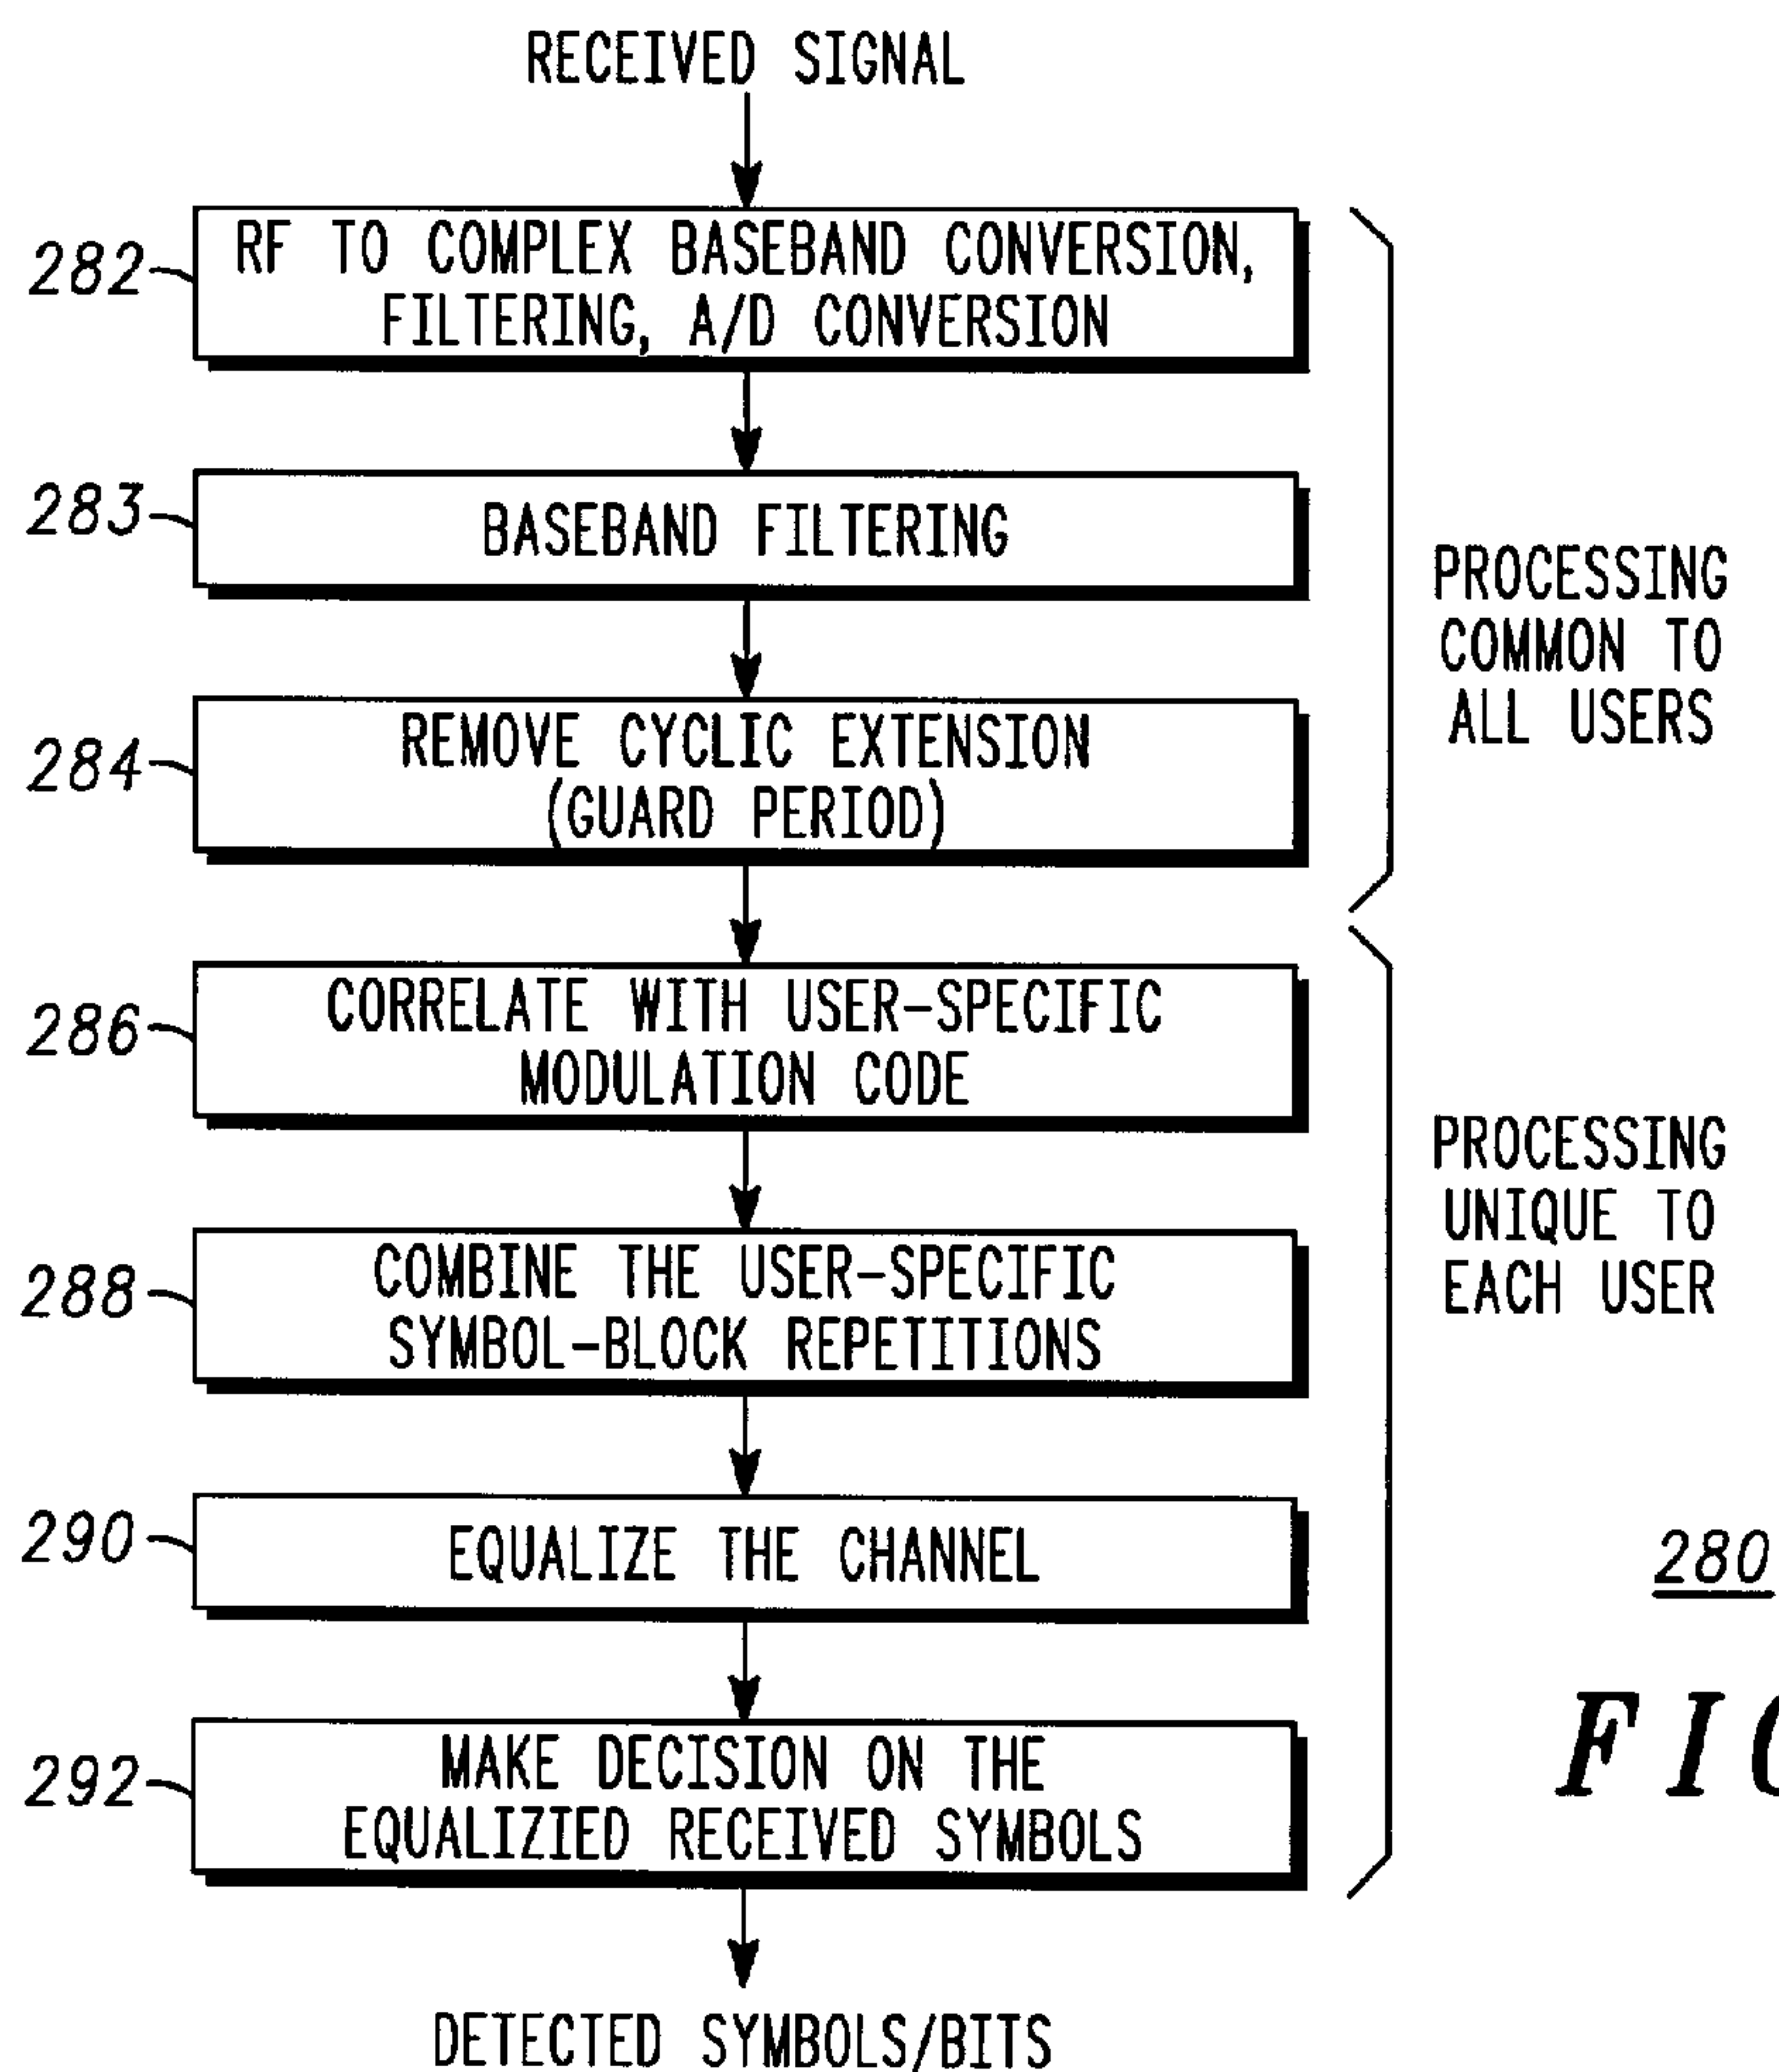 RECEIVED SIGNAL
282
RF TO COMPLEX BASEBAND CONVERSION,
FILTERING, A/D CONVERSION
283
BASEBAND FILTERING
PROCESSING
COMMON TO
ALL USERS
284
REMOVE CYCLIC EXTENSION
(GUARD PERIOD)
286
CORRELATE WITH USER-SPECIFIC
MODULATION CODE
PROCESSING
UNIQUE TO
EACH USER
288
COMBINE THE USER-SPECIFIC
SYMBOL-BLOCK REPETITIONS
290
EQUALIZE THE CHANNEL
280
292
MAKE DECISION ON THE
EQUALIZIED RECEIVED SYMBOLS
DETECTED SYMBOLS/BITS